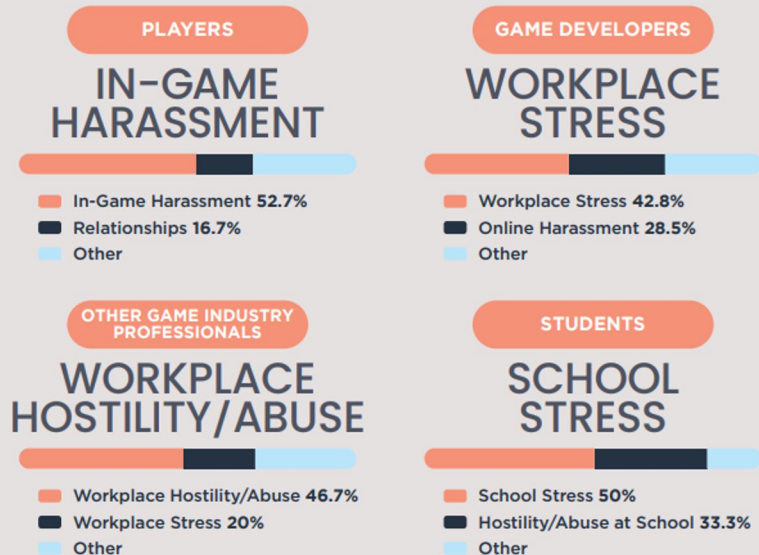 PLAYERS
IN-GAME
HARASSMENT
In-Game Harassment 52.7%
Relationships 16.7%
Other
GAME DEVELOPERS
WORKPLACE
STRESS
Workplace Stress 42.8%
Online Harassment 28.5%
Other
OTHER GAME INDUSTRY
PROFESSIONALS
WORKPLACE
HOSTILITY/ABUSE
Workplace Hostility/Abuse 46.7%
Workplace Stress 20%
Other
STUDENTS
SCHOOL
STRESS
School Stress 50%
Hostility/Abuse at School 33.3%
Other